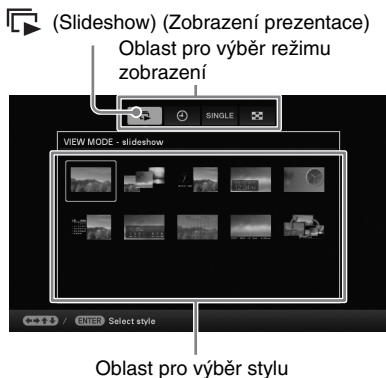 (Slideshow) (Zobrazení prezentace)
Oblast pro výběr režimu
zobrazení
SINGLE
VIEW MODE - slideshow
/ ENTER Select style
Oblast pro výběr stylu